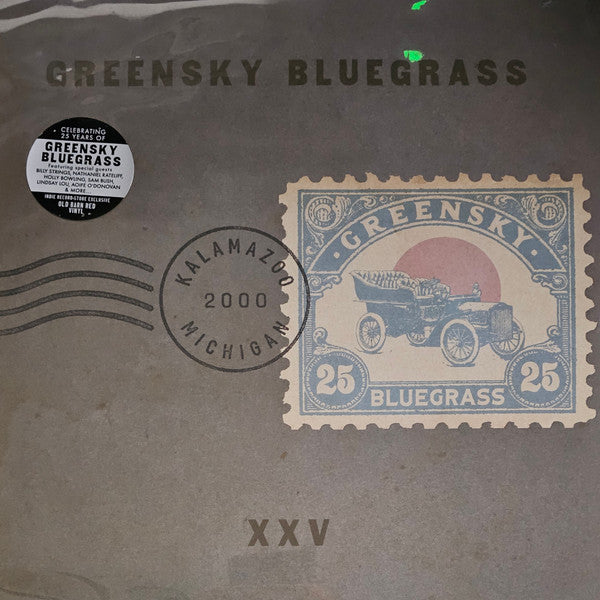 GREENSKY BLUEGRASS
CELEBRATING
25 YEARS OF
GREENSKY
BLUEGRASS
featuring special guests
BILLY STRINGS, NATHANIEL RATELIFF,
HOLLY BOWLING, SAM BUSH,
LINDSAY LOU, AOIFE O'DONOVAN
& MORE
INDIE RECORD-STORE EXCLUSIVE
OLD BARN RED
VINYL
KALAMAZOO
2000
MICHIGAN
GREENSKY
25 25
BLUEGRASS
XXV